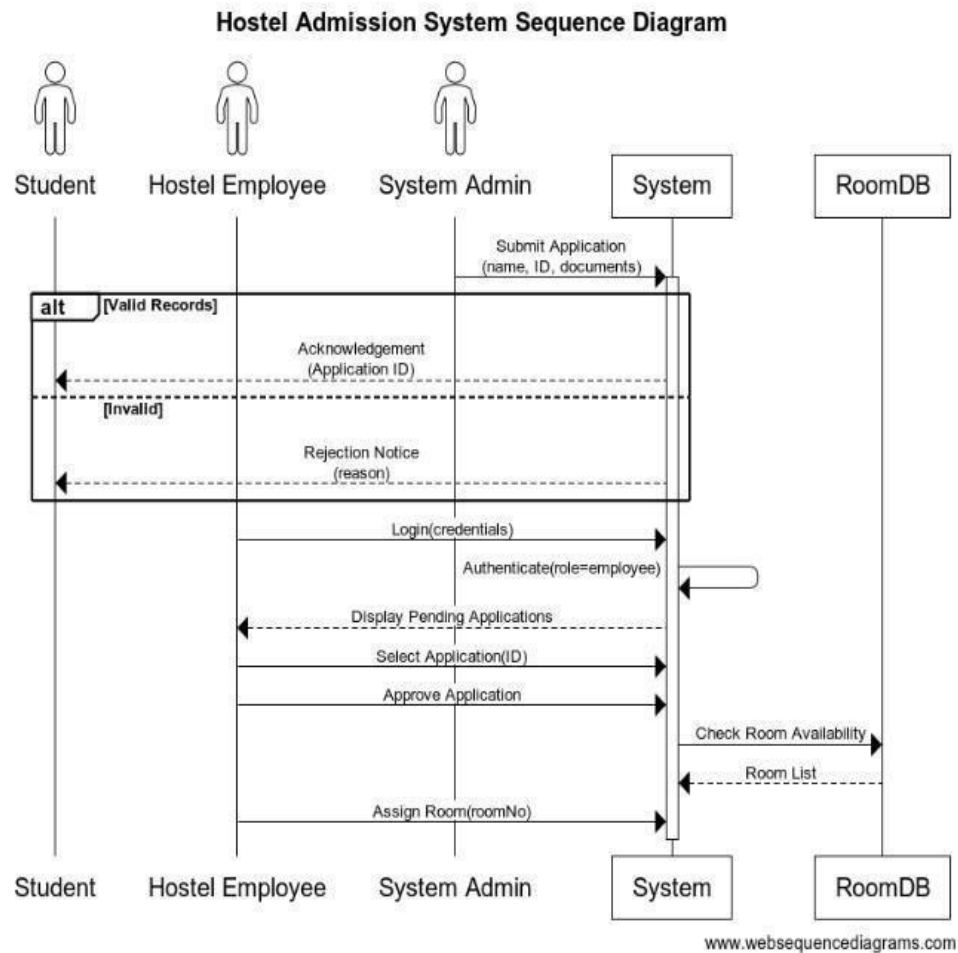 Hostel Admission System Sequence Diagram
Student
Hostel Employee
System Admin
System
RoomDB
Submit Application
(name, ID, documents)
alt
[Valid Records]
Acknowledgement
(Application ID)
[Invalid]
Rejection Notice
(reason)
Login(credentials)
Authenticate(role=employee)
Display Pending Applications
Select Application(ID)
Approve Application
Check Room Availability
Room List
Assign Room(roomNo)
Student
Hostel Employee
System Admin
System
RoomDB
www.websequencediagrams.com